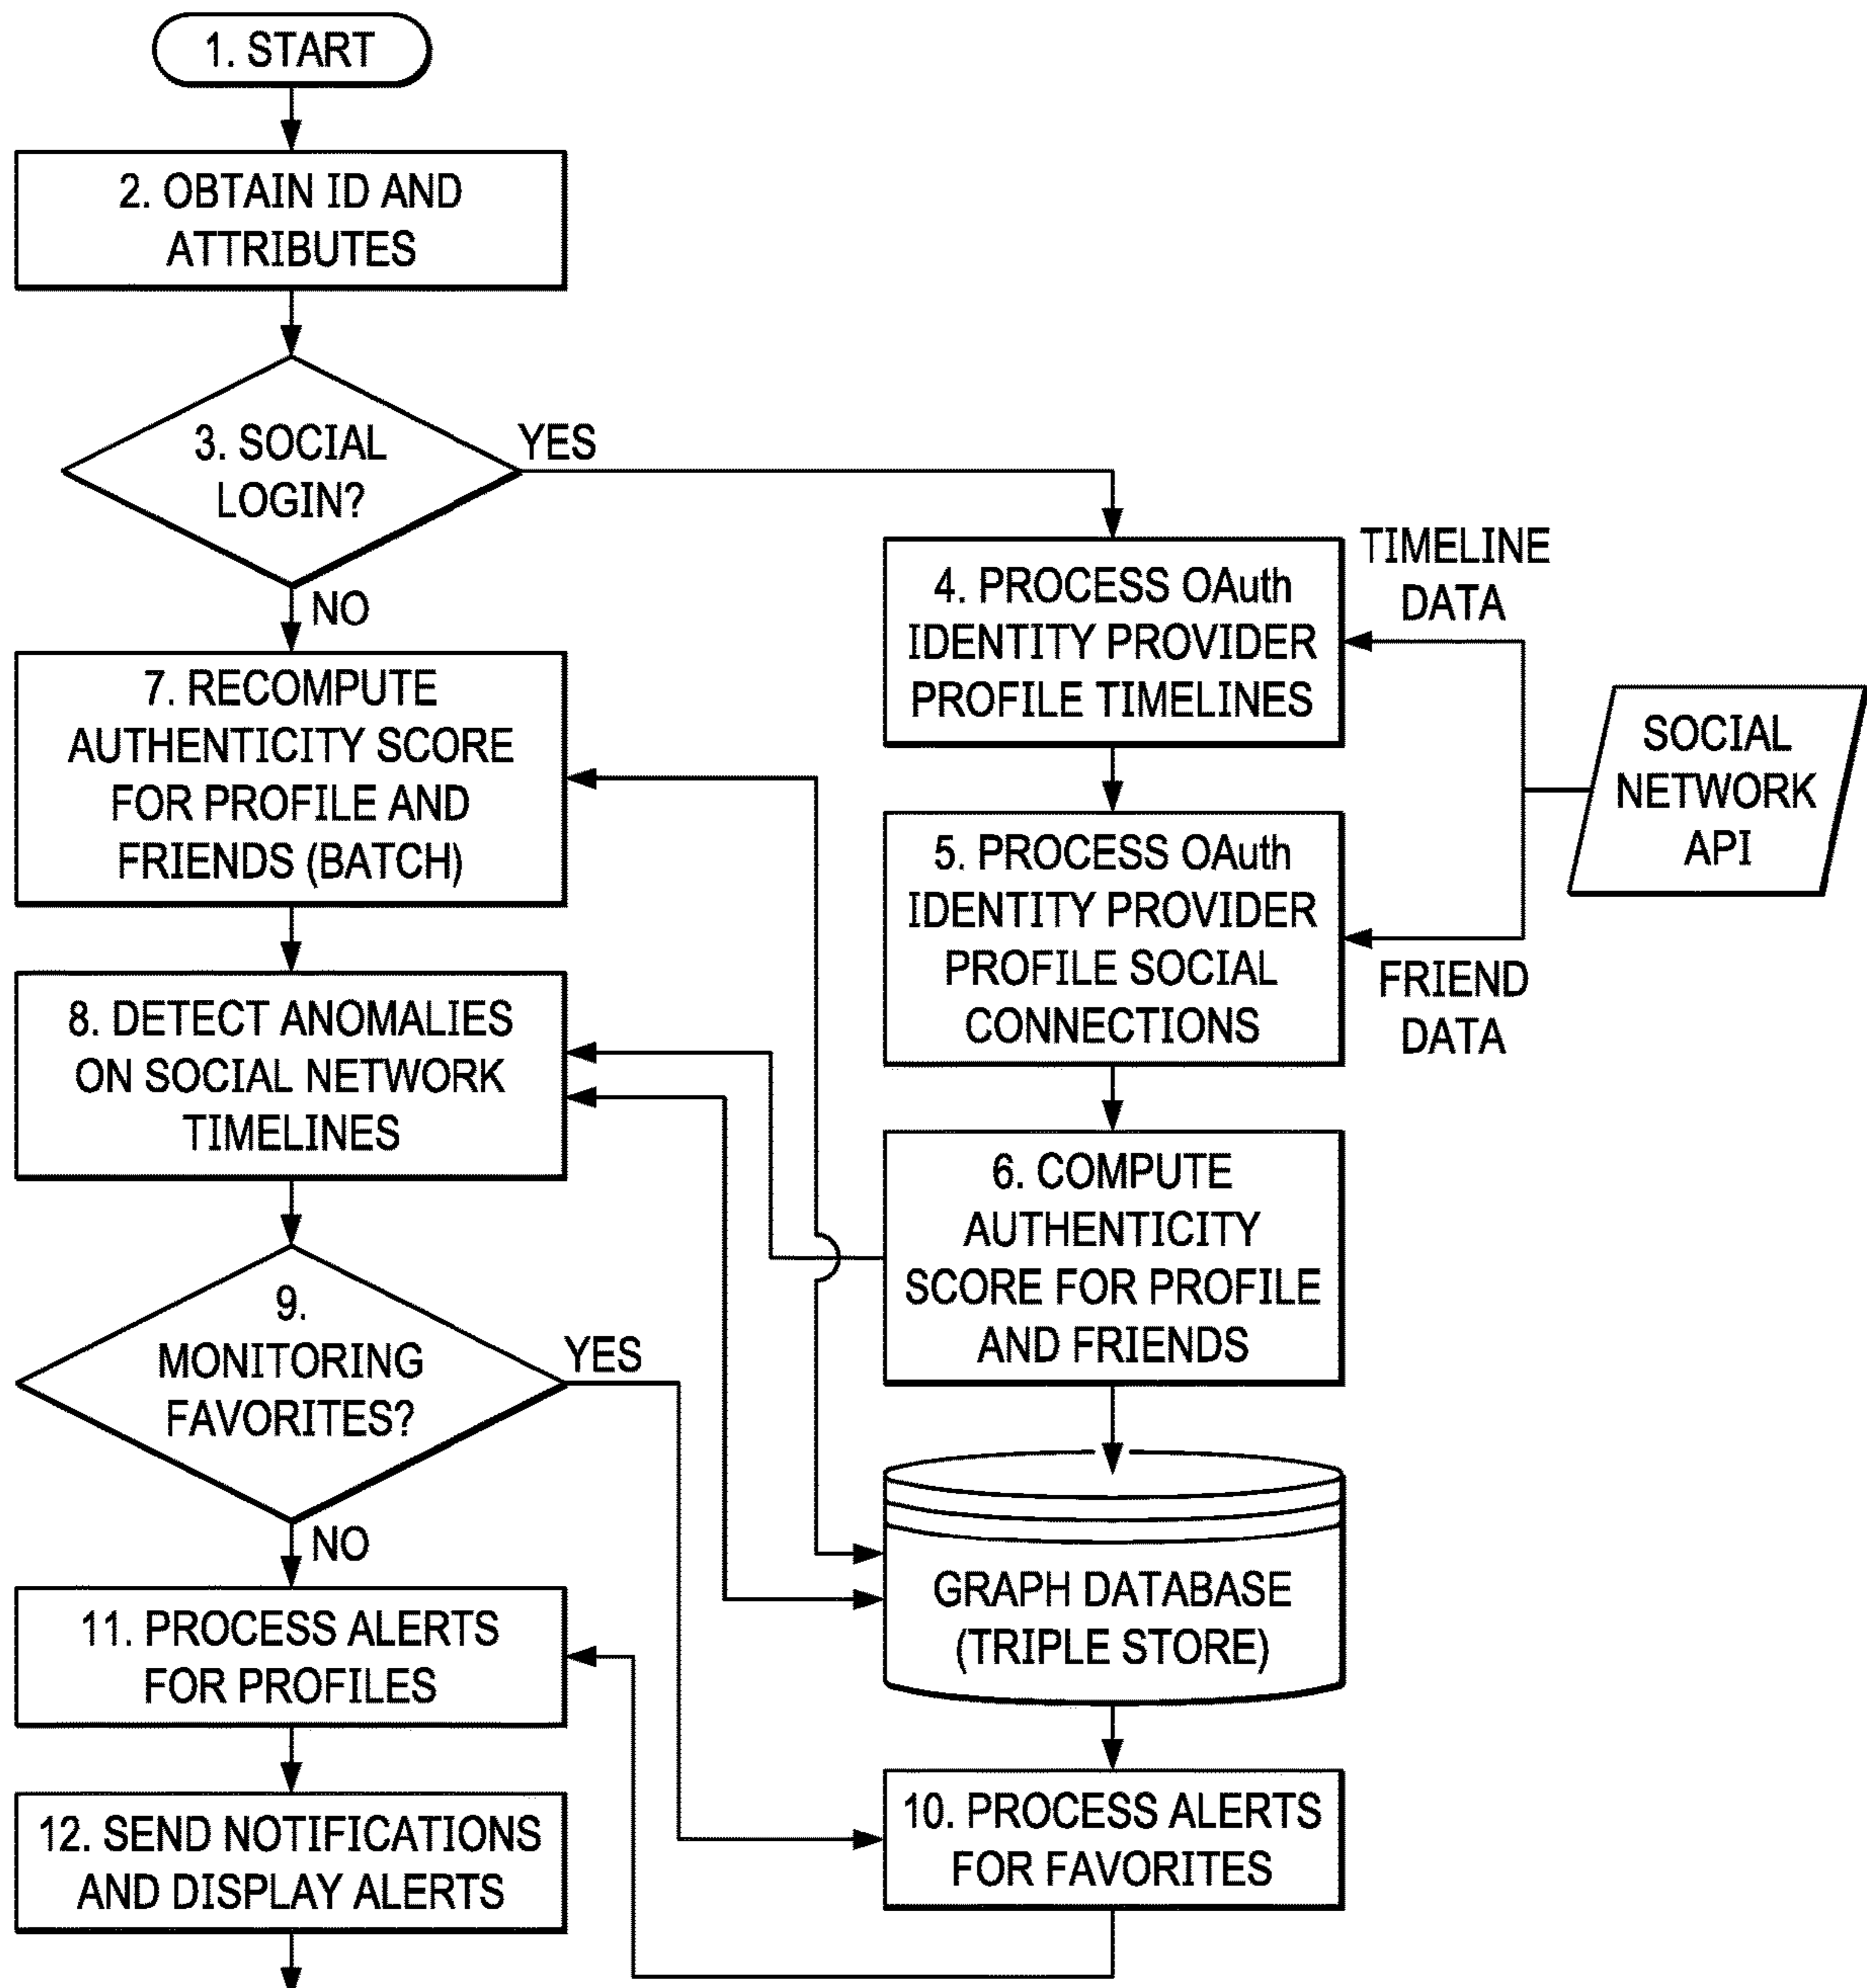 1. START
2. OBTAIN ID AND
ATTRIBUTES
3. SOCIAL
LOGIN?
YES
NO
4. PROCESS OAuth
IDENTITY PROVIDER
PROFILE TIMELINES
TIMELINE
DATA
SOCIAL
NETWORK
API
5. PROCESS OAuth
IDENTITY PROVIDER
PROFILE SOCIAL
CONNECTIONS
FRIEND
DATA
6. COMPUTE
AUTHENTICITY
SCORE FOR PROFILE
AND FRIENDS
7. RECOMPUTE
AUTHENTICITY SCORE
FOR PROFILE AND
FRIENDS (BATCH)
8. DETECT ANOMALIES
ON SOCIAL NETWORK
TIMELINES
9.
MONITORING
FAVORITES?
YES
NO
GRAPH DATABASE
(TRIPLE STORE)
10. PROCESS ALERTS
FOR FAVORITES
11. PROCESS ALERTS
FOR PROFILES
12. SEND NOTIFICATIONS
AND DISPLAY ALERTS